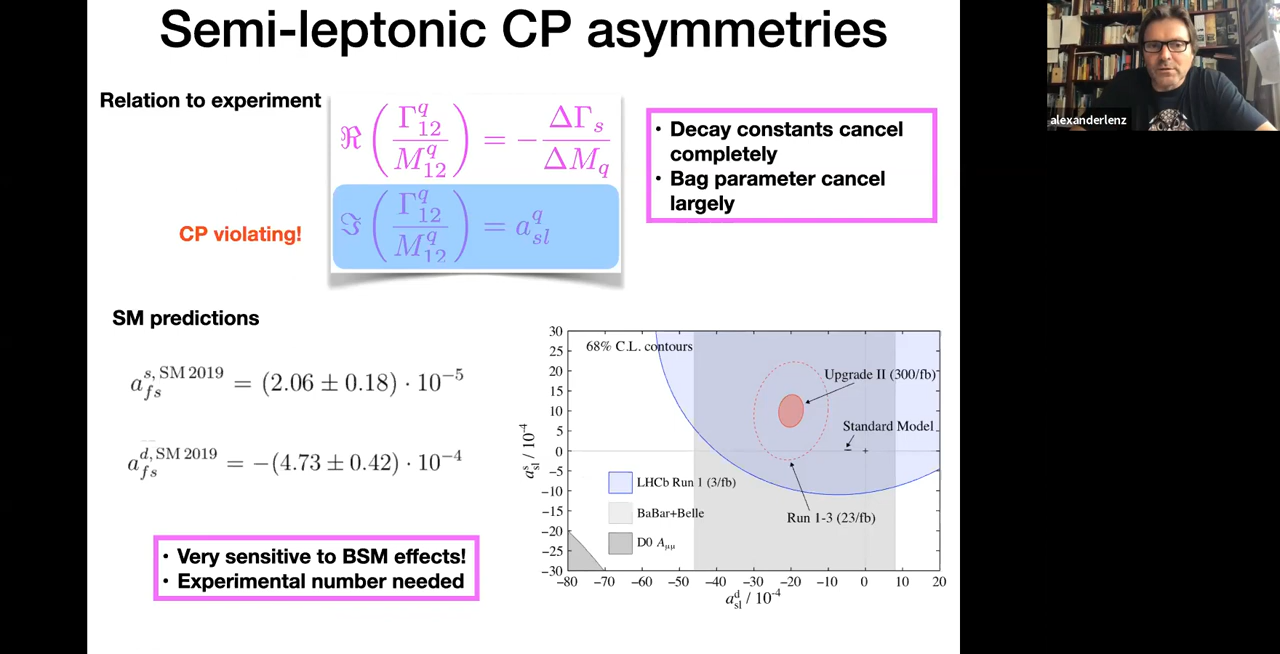 Semi-leptonic CP asymmetries
alexanderlenz
Relation to experiment
ℜ(Γ^q_12 / M^q_12) = −ΔΓ_s / ΔM_q
• Decay constants cancel
completely
• Bag parameter cancel
largely
CP violating!
ℑ(Γ^q_12 / M^q_12) = a^q_sl
SM predictions
a_fs^{s, SM 2019} = (2.06 ± 0.18) · 10^−5
a_fs^{d, SM 2019} = −(4.73 ± 0.42) · 10^−4
• Very sensitive to BSM effects!
• Experimental number needed
a^s_sl / 10^−4
30
25
20
15
10
5
0
−5
−10
−15
−20
−25
−30
68% C.L. contours
Upgrade II (300/fb)
Standard Model
LHCb Run 1 (3/fb)
BaBar+Belle
D0 A_μμ
Run 1-3 (23/fb)
−80 −70 −60 −50 −40 −30 −20 −10 0 10 20
a^d_sl / 10^−4